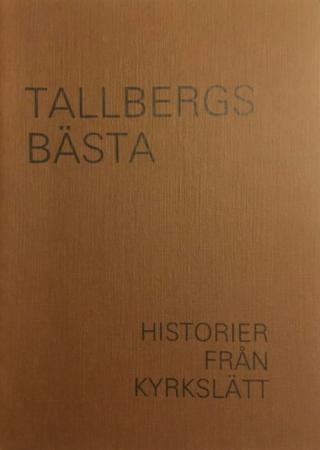 TALLBERGS
BÄSTA
HISTORIER
FRÅN
KYRKSLÄTT